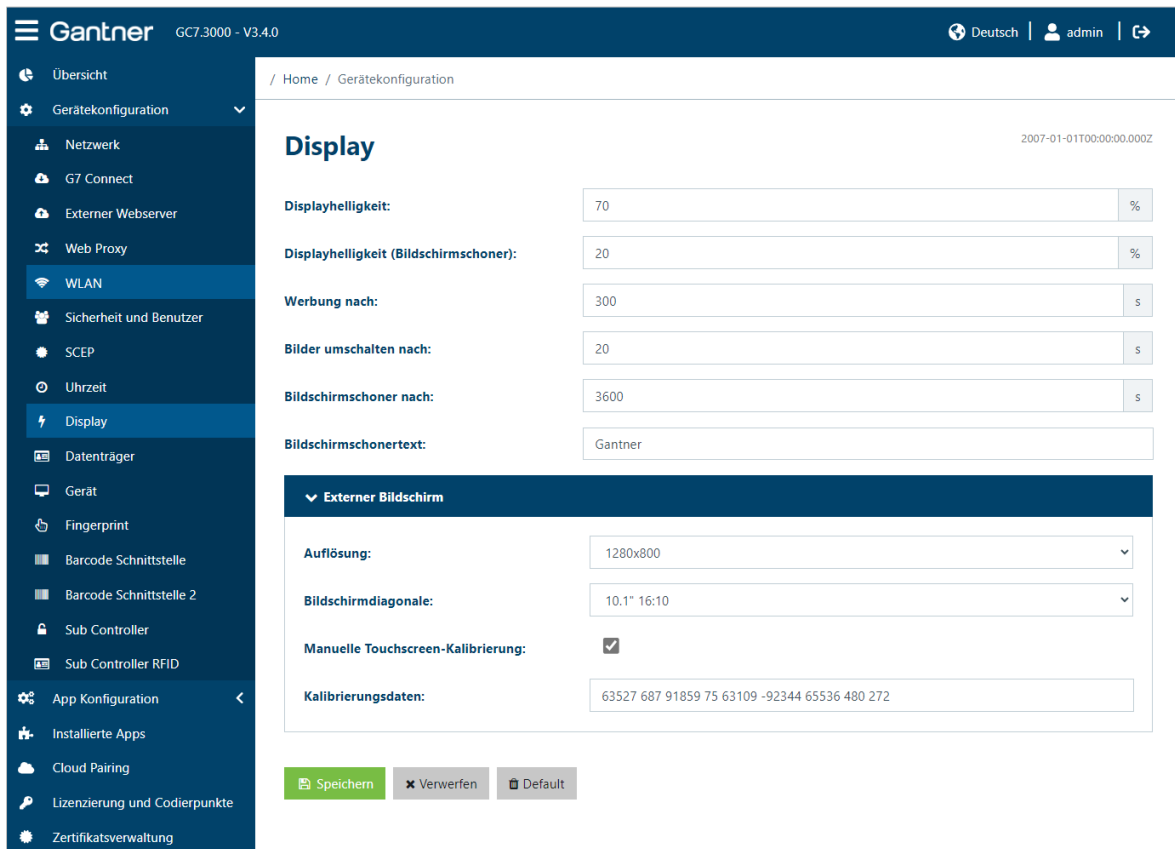 Gantner GC7.3000 - V3.4.0
Deutsch | admin |
Übersicht
Gerätekonfiguration
Netzwerk
G7 Connect
Externer Webserver
Web Proxy
WLAN
Sicherheit und Benutzer
SCEP
Uhrzeit
Display
Datenträger
Gerät
Fingerprint
Barcode Schnittstelle
Barcode Schnittstelle 2
Sub Controller
Sub Controller RFID
App Konfiguration
Installierte Apps
Cloud Pairing
Lizenzierung und Codierpunkte
Zertifikatsverwaltung
/ Home / Gerätekonfiguration
Display
2007-01-01T00:00:00.000Z
Displayhelligkeit: 70 %
Displayhelligkeit (Bildschirmschoner): 20 %
Werbung nach: 300 s
Bilder umschalten nach: 20 s
Bildschirmschoner nach: 3600 s
Bildschirmschonertext: Gantner
Externer Bildschirm
Auflösung: 1280x800
Bildschirmdiagonale: 10.1" 16:10
Manuelle Touchscreen-Kalibrierung:
Kalibrierungsdaten: 63527 687 91859 75 63109 -92344 65536 480 272
Speichern Verwerfen Default